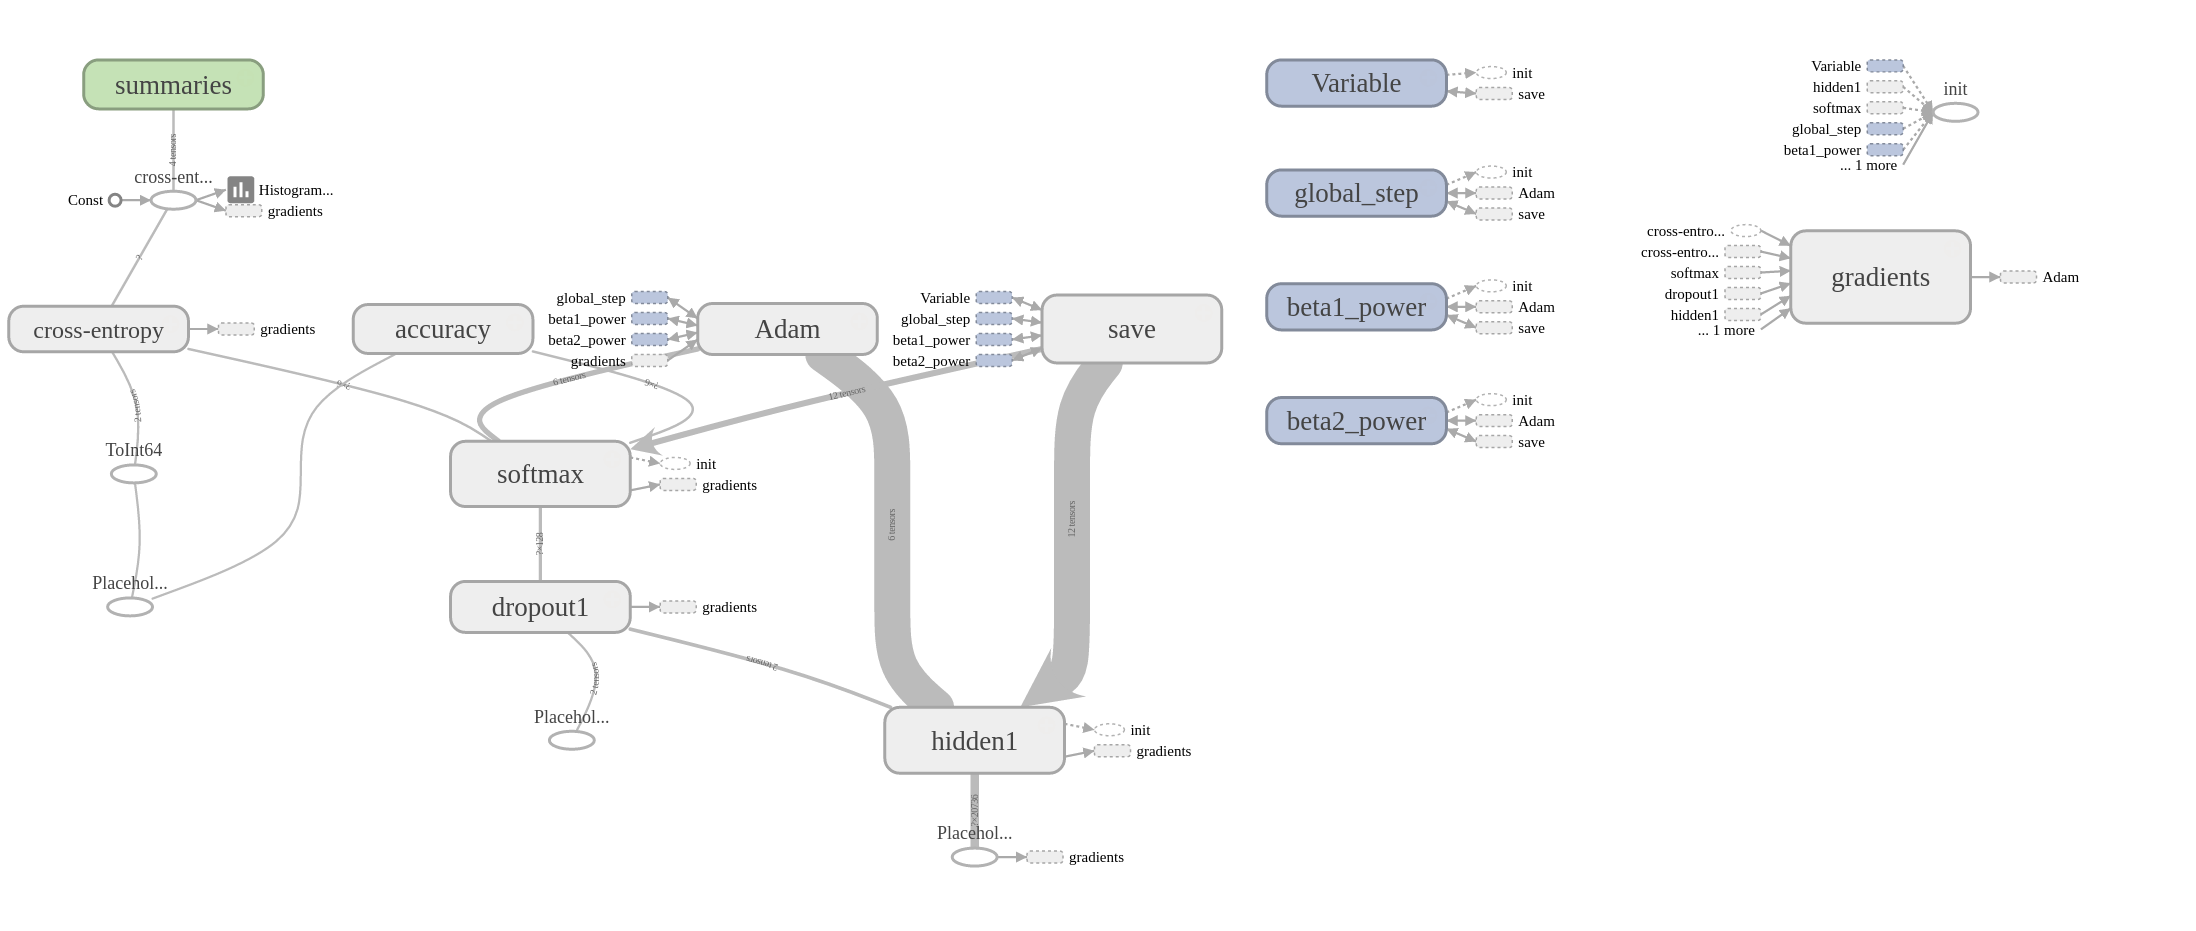 summaries
4 tensors
cross-ent...
Const
Histogram...
gradients
?
cross-entropy
gradients
2 tensors
ToInt64
Placehol...
accuracy
global_step
beta1_power
beta2_power
gradients
Adam
6 tensors
?×6
?×6
Variable
global_step
beta1_power
beta2_power
save
12 tensors
softmax
init
gradients
?×128
dropout1
gradients
2 tensors
Placehol...
2 tensors
6 tensors
12 tensors
hidden1
init
gradients
?×20736
Placehol...
gradients
Variable
init
save
global_step
init
Adam
save
beta1_power
init
Adam
save
beta2_power
init
Adam
save
Variable
hidden1
softmax
global_step
beta1_power
... 1 more
init
cross-entro...
cross-entro...
softmax
dropout1
hidden1
... 1 more
gradients
Adam